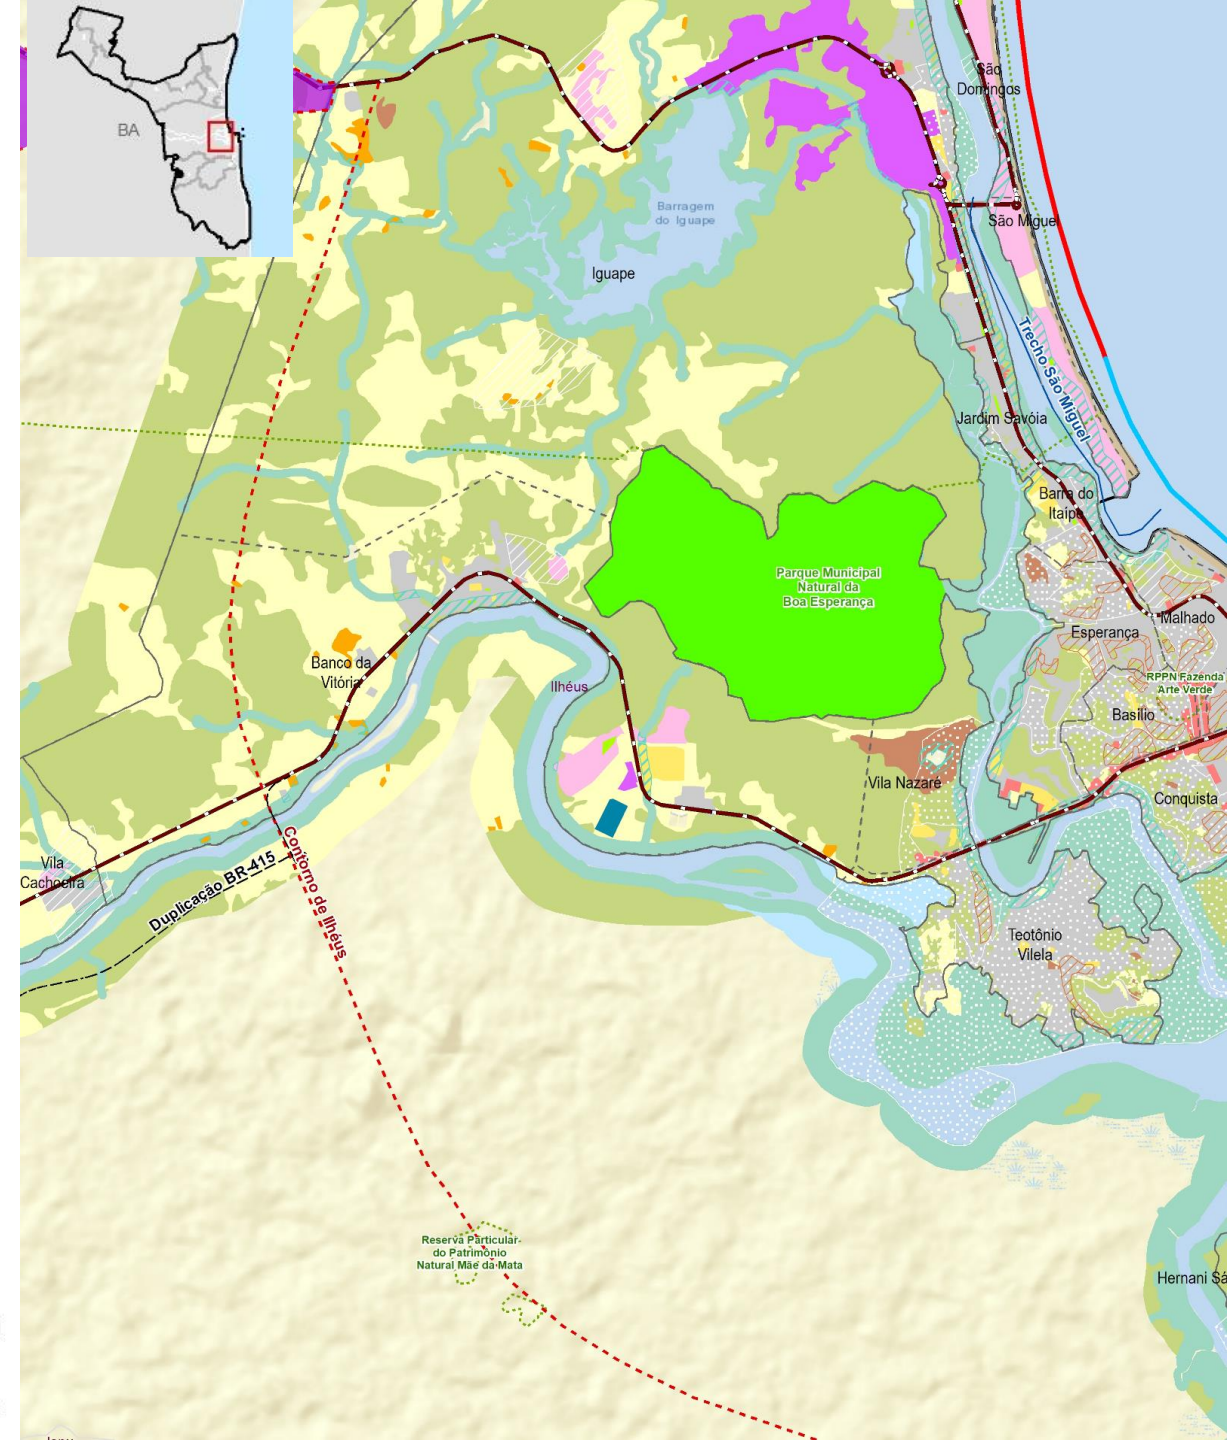 BA
São
Domingos
São Miguel
Barragem
do Iguape
Iguape
Trecho São Miguel
Jardim Savóia
Barra do
Itaípe
Parque Municipal
Natural da
Boa Esperança
Malhado
Esperança
Banco da
Vitória
Ilhéus
RPPN Fazenda
Arte Verde
Basílio
Vila Nazaré
Conquista
Vila
Cachoeira
Duplicação BR-415
Contorno de Ilhéus
Teotônio
Vilela
Reserva Particular
do Patrimônio
Natural Mãe da Mata
Hernani Sá